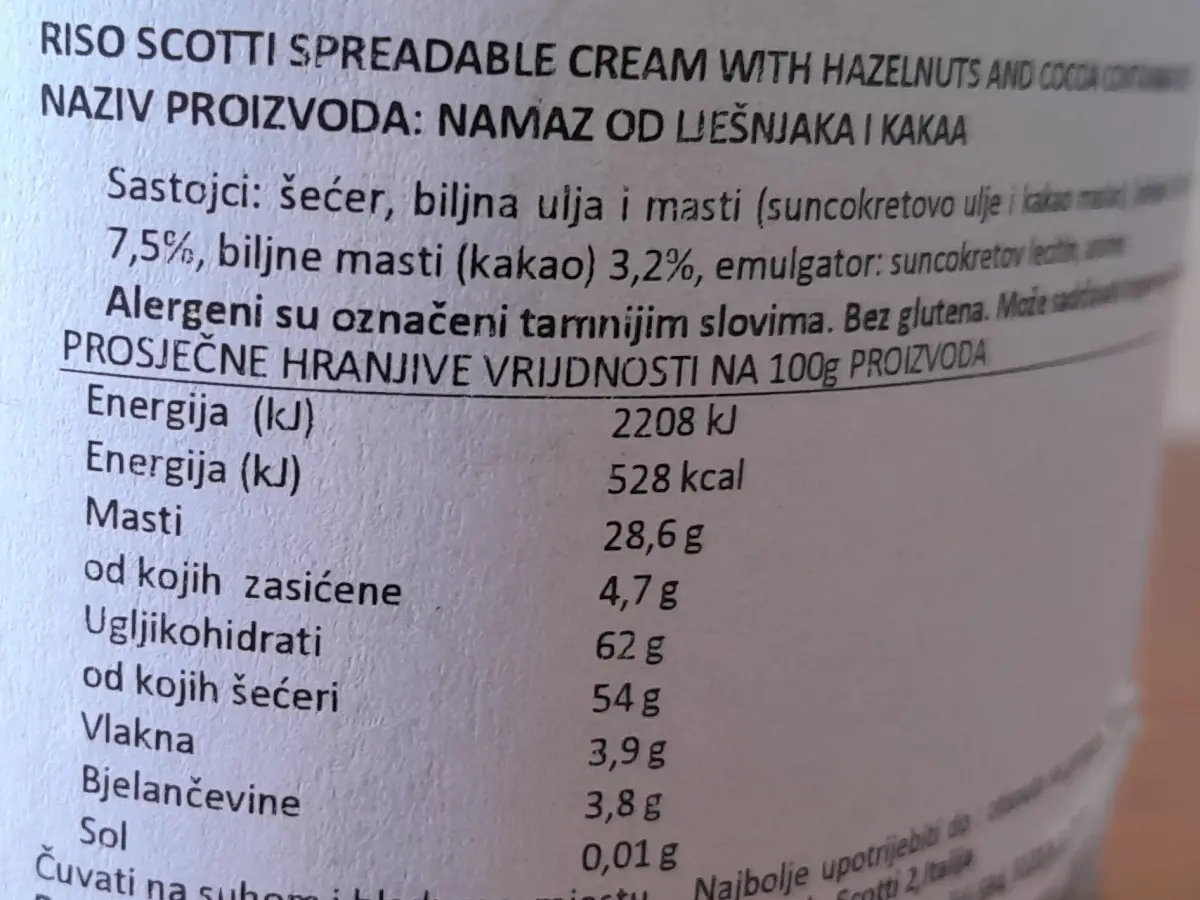 RISO SCOTTI SPREADABLE CREAM WITH HAZELNUTS AND COCOA
NAZIV PROIZVODA: NAMAZ OD LJEŠNJAKA I KAKAA
Sastojci: šećer, biljna ulja i masti (suncokretovo ulje i kakao
7,5%, biljne masti (kakao) 3,2%, emulgator: suncokretov lecitin,
Alergeni su označeni tamnijim slovima. Bez glutena. Može
PROSJEČNE HRANJIVE VRIJDNOSTI NA 100g PROIZVODA
Energija (kJ) 2208 kJ
Energija (kJ) 528 kcal
Masti 28,6 g
od kojih zasićene 4,7 g
Ugljikohidrati 62 g
od kojih šećeri 54 g
Vlakna 3,9 g
Bjelančevine 3,8 g
Sol 0,01 g
Čuvati na suhom i mjestu. Najbolje upotrijebiti do
Scotti 2, Italija